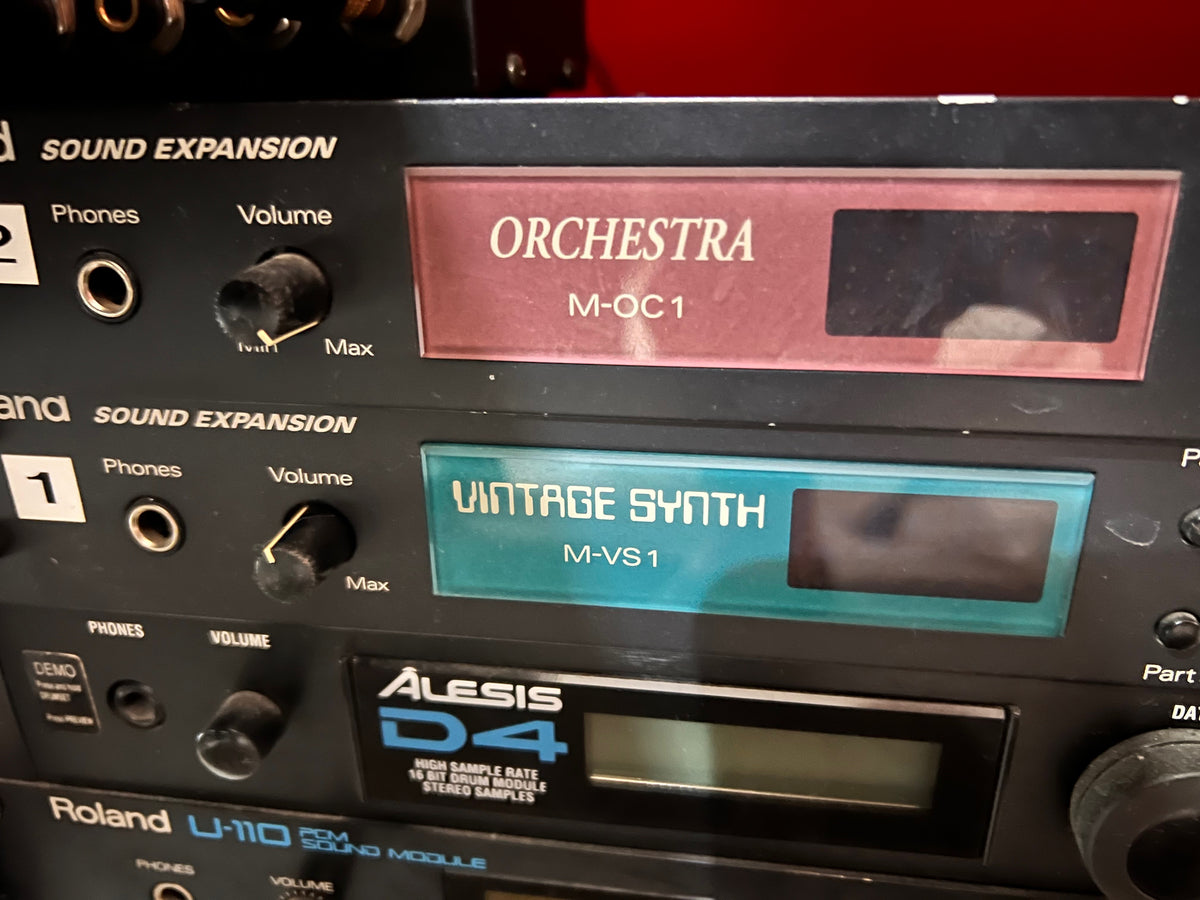 SOUND EXPANSION
Phones
Volume
Max
ORCHESTRA
M-OC1
2
SOUND EXPANSION
1
Phones
Volume
Max
VINTAGE SYNTH
M-VS1
Part
PHONES
VOLUME
DEMO
ALESIS
D4
HIGH SAMPLE RATE
16 BIT DRUM MODULE
STEREO SAMPLES
Roland U-110 PCM
SOUND MODULE
PHONES
VOLUME